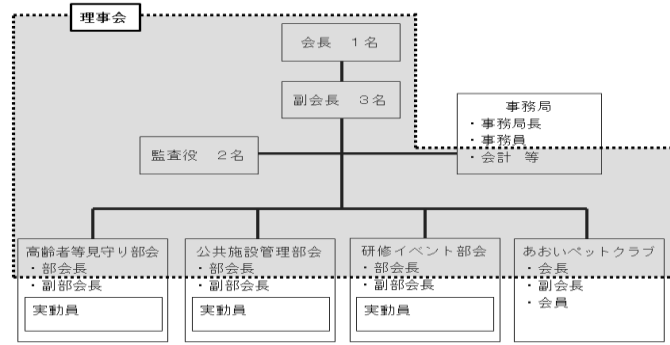 理事会
会長　１名
副会長　３名
監査役　２名
事務局
・事務局長
・事務員
・会計　等
高齢者等見守り部会
・部会長
・副部会長
実動員
公共施設管理部会
・部会長
・副部会長
実動員
研修イベント部会
・部会長
・副部会長
実動員
あおいペットクラブ
・会長
・副会長
・会員